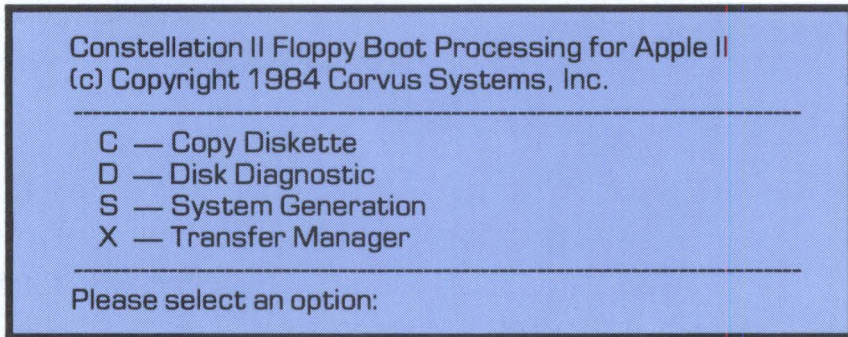 Constellation II Floppy Boot Processing for Apple II
(c) Copyright 1984 Corvus Systems, Inc.
C — Copy Diskette
D — Disk Diagnostic
S — System Generation
X — Transfer Manager
Please select an option: